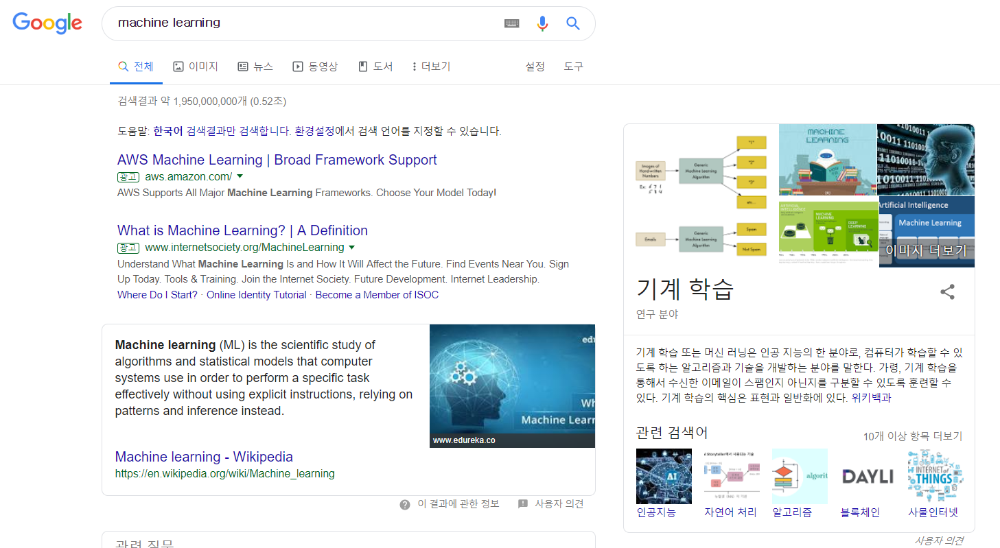 Google
machine learning
전체 이미지 뉴스 동영상 도서 더보기 설정 도구
검색결과 약 1,950,000,000개 (0.52초)
도움말: 한국어 검색결과만 검색합니다. 환경설정에서 검색 언어를 지정할 수 있습니다.
AWS Machine Learning | Broad Framework Support
광고 aws.amazon.com/
AWS Supports All Major Machine Learning Frameworks. Choose Your Model Today!
What is Machine Learning? | A Definition
광고 www.internetsociety.org/MachineLearning
Understand What Machine Learning Is and How It Will Affect the Future. Find Events Near You. Sign
Up Today. Tools & Training. Join the Internet Society. Future Development. Internet Leadership.
Where Do I Start? · Online Identity Tutorial · Become a Member of ISOC
Machine learning (ML) is the scientific study of
algorithms and statistical models that computer
systems use in order to perform a specific task
effectively without using explicit instructions, relying on
patterns and inference instead.
edu
Wh
Machine Learn
www.edureka.co
Machine learning - Wikipedia
https://en.wikipedia.org/wiki/Machine_learning
이 결과에 관한 정보 사용자 의견
관련 질문
Images of
Handwritten
Numbers
Generic
Machine Learning
Algorithm
etc...
Emails
Generic
Machine Learning
Algorithm
Spam
Not Spam
MACHINE
LEARNING
ARTIFICIAL
INTELLIGENCE
MACHINE
LEARNING
DEEP
LEARNING
Artificial Intelligence
Machine Learning
이미지 더보기
기계 학습
연구 분야
기계 학습 또는 머신 러닝은 인공 지능의 한 분야로, 컴퓨터가 학습할 수 있
도록 하는 알고리즘과 기술을 개발하는 분야를 말한다. 가령, 기계 학습을
통해서 수신한 이메일이 스팸인지 아닌지를 구분할 수 있도록 훈련할 수
있다. 기계 학습의 핵심은 표현과 일반화에 있다. 위키백과
관련 검색어
10개 이상 항목 더보기
AI
algorit
DAYLI
INTERNET of
THINGS
인공지능 자연어 처리 알고리즘 블록체인 사물인터넷
사용자 의견